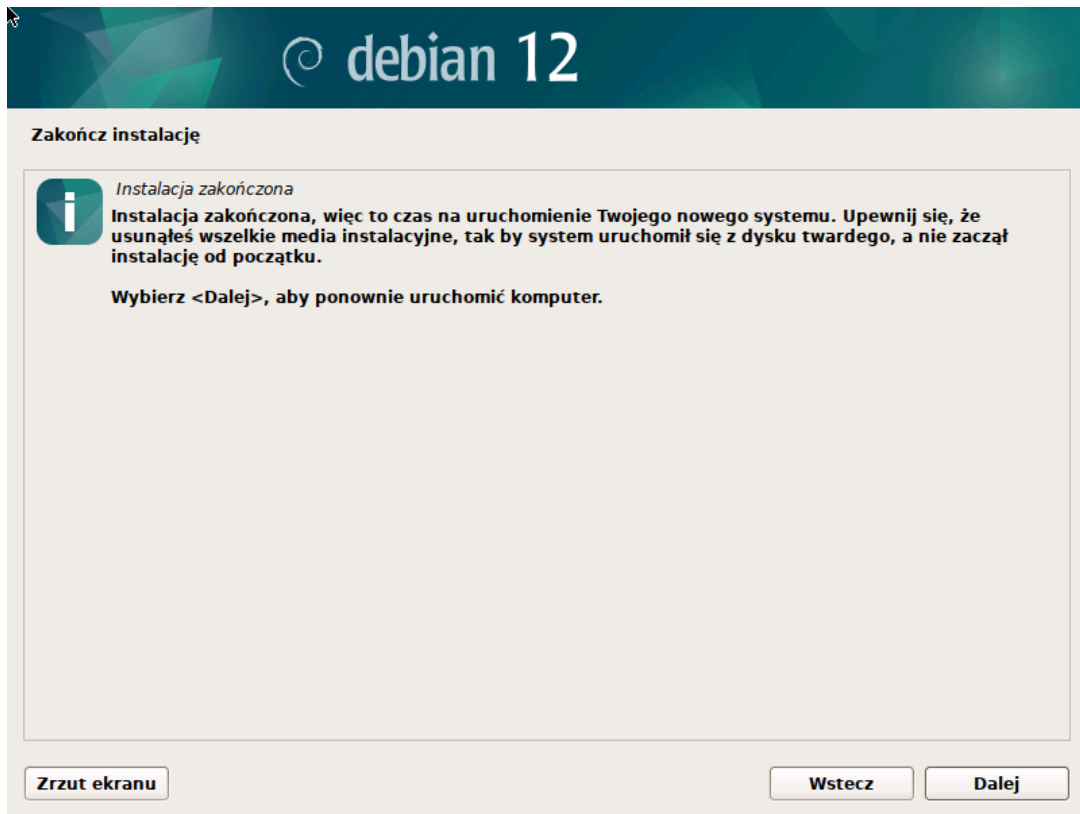 debian 12
Zakończ instalację
Instalacja zakończona
Instalacja zakończona, więc to czas na uruchomienie Twojego nowego systemu. Upewnij się, że
usunąłeś wszelkie media instalacyjne, tak by system uruchomił się z dysku twardego, a nie zaczął
instalację od początku.
Wybierz <Dalej>, aby ponownie uruchomić komputer.
Zrzut ekranu
Wstecz
Dalej